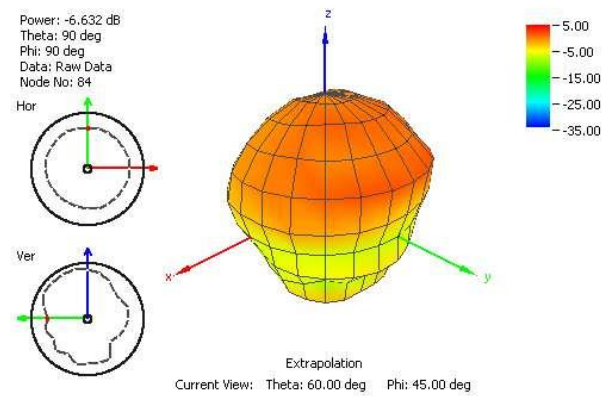 Power: -6.632 dB
Theta: 90 deg
Phi: 90 deg
Data: Raw Data
Node No: 84
Hor
Ver
z
x
y
5.00
-5.00
-15.00
-25.00
-35.00
Extrapolation
Current View: Theta: 60.00 deg Phi: 45.00 deg